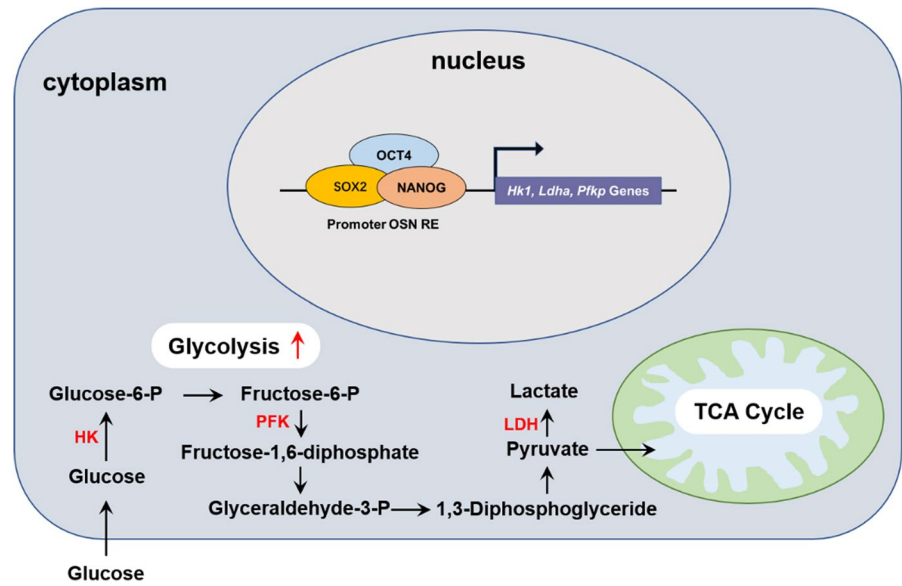 nucleus
cytoplasm
OCT4
SOX2
NANOG
Hk1, Ldha, Pfkp Genes
Promoter OSN RE
Glycolysis
Glucose-6-P
Fructose-6-P
Lactate
TCA Cycle
HK
PFK
LDH
Glucose
Fructose-1,6-diphosphate
Pyruvate
Glyceraldehyde-3-P
1,3-Diphosphoglyceride
Glucose